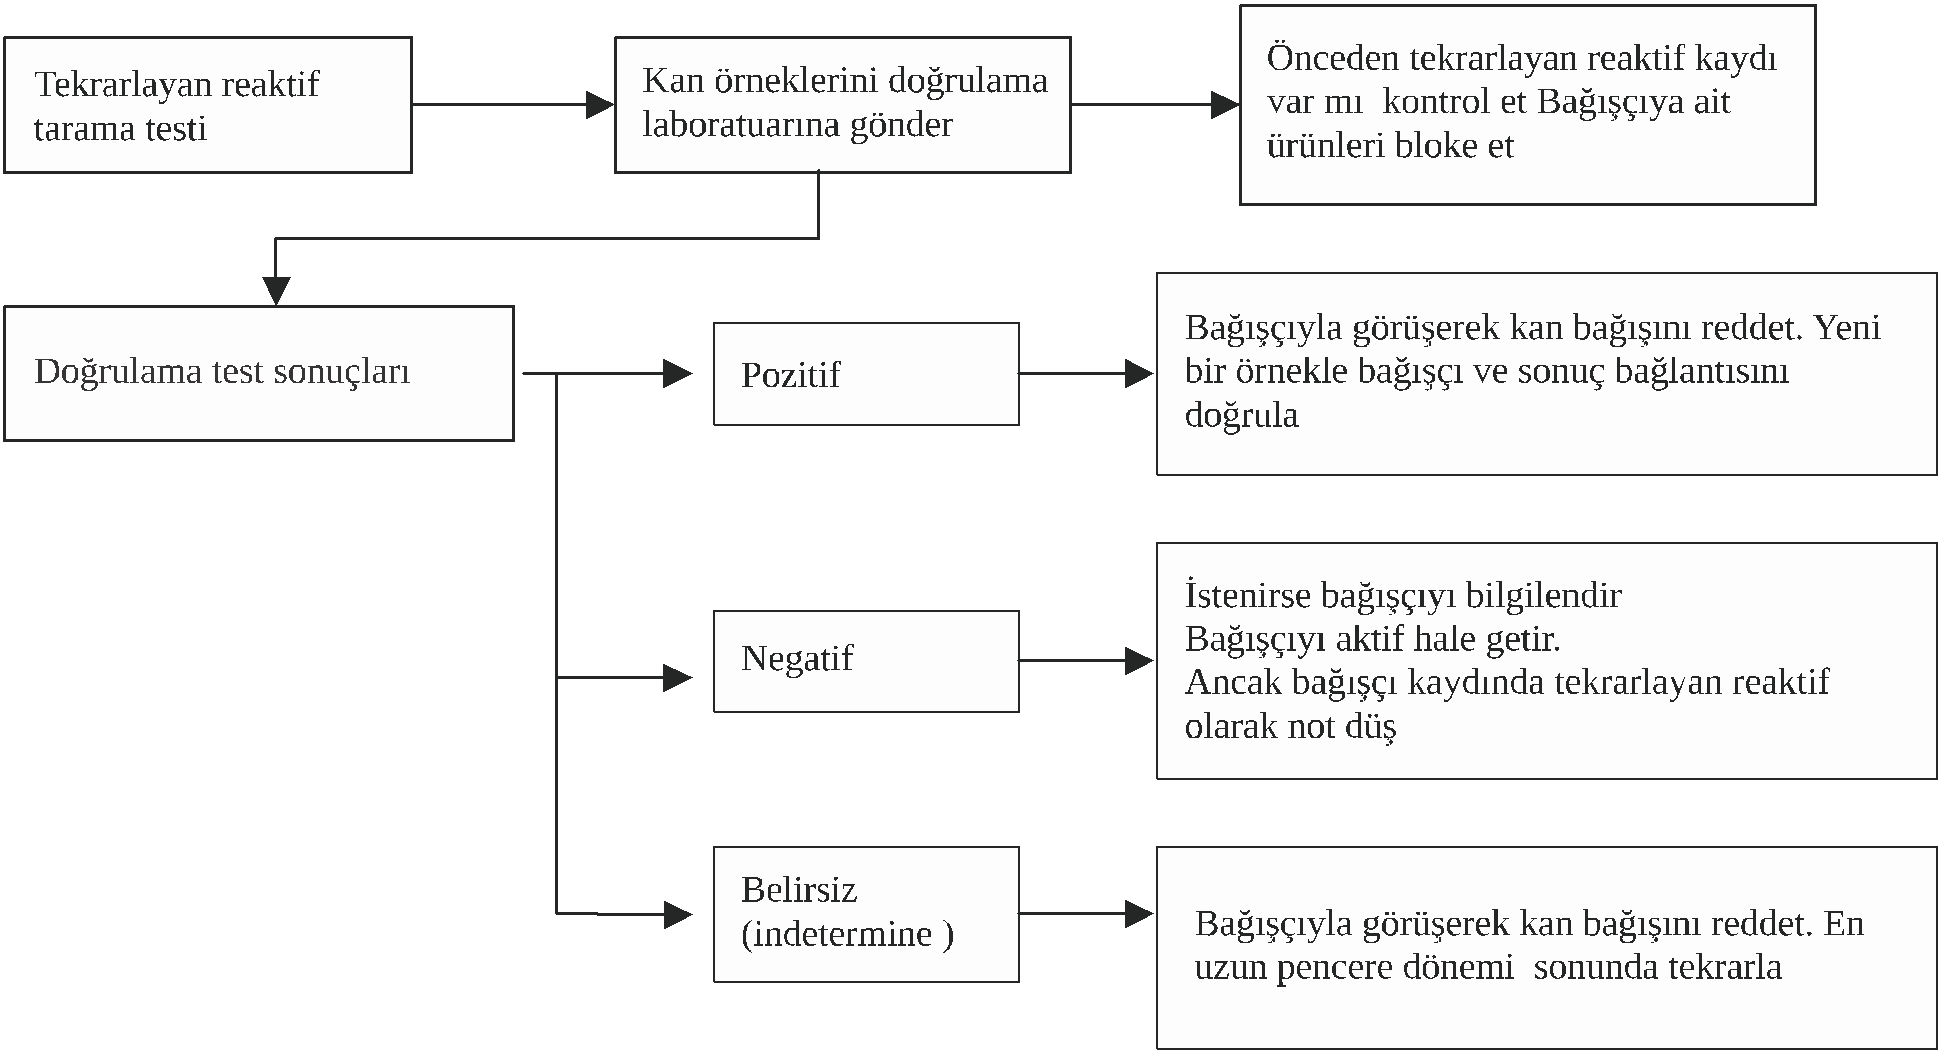 Tekrarlayan reaktif
tarama testi
Kan örneklerini doğrulama
laboratuarına gönder
Önceden tekrarlayan reaktif kaydı
var mı  kontrol et Bağışçıya ait
ürünleri bloke et
Doğrulama test sonuçları
Pozitif
Bağışçıyla görüşerek kan bağışını reddet. Yeni
bir örnekle bağışçı ve sonuç bağlantısını
doğrula
Negatif
İstenirse bağışçıyı bilgilendir
Bağışçıyı aktif hale getir.
Ancak bağışçı kaydında tekrarlayan reaktif
olarak not düş
Belirsiz
(indetermine )
Bağışçıyla görüşerek kan bağışını reddet. En
uzun pencere dönemi  sonunda tekrarla